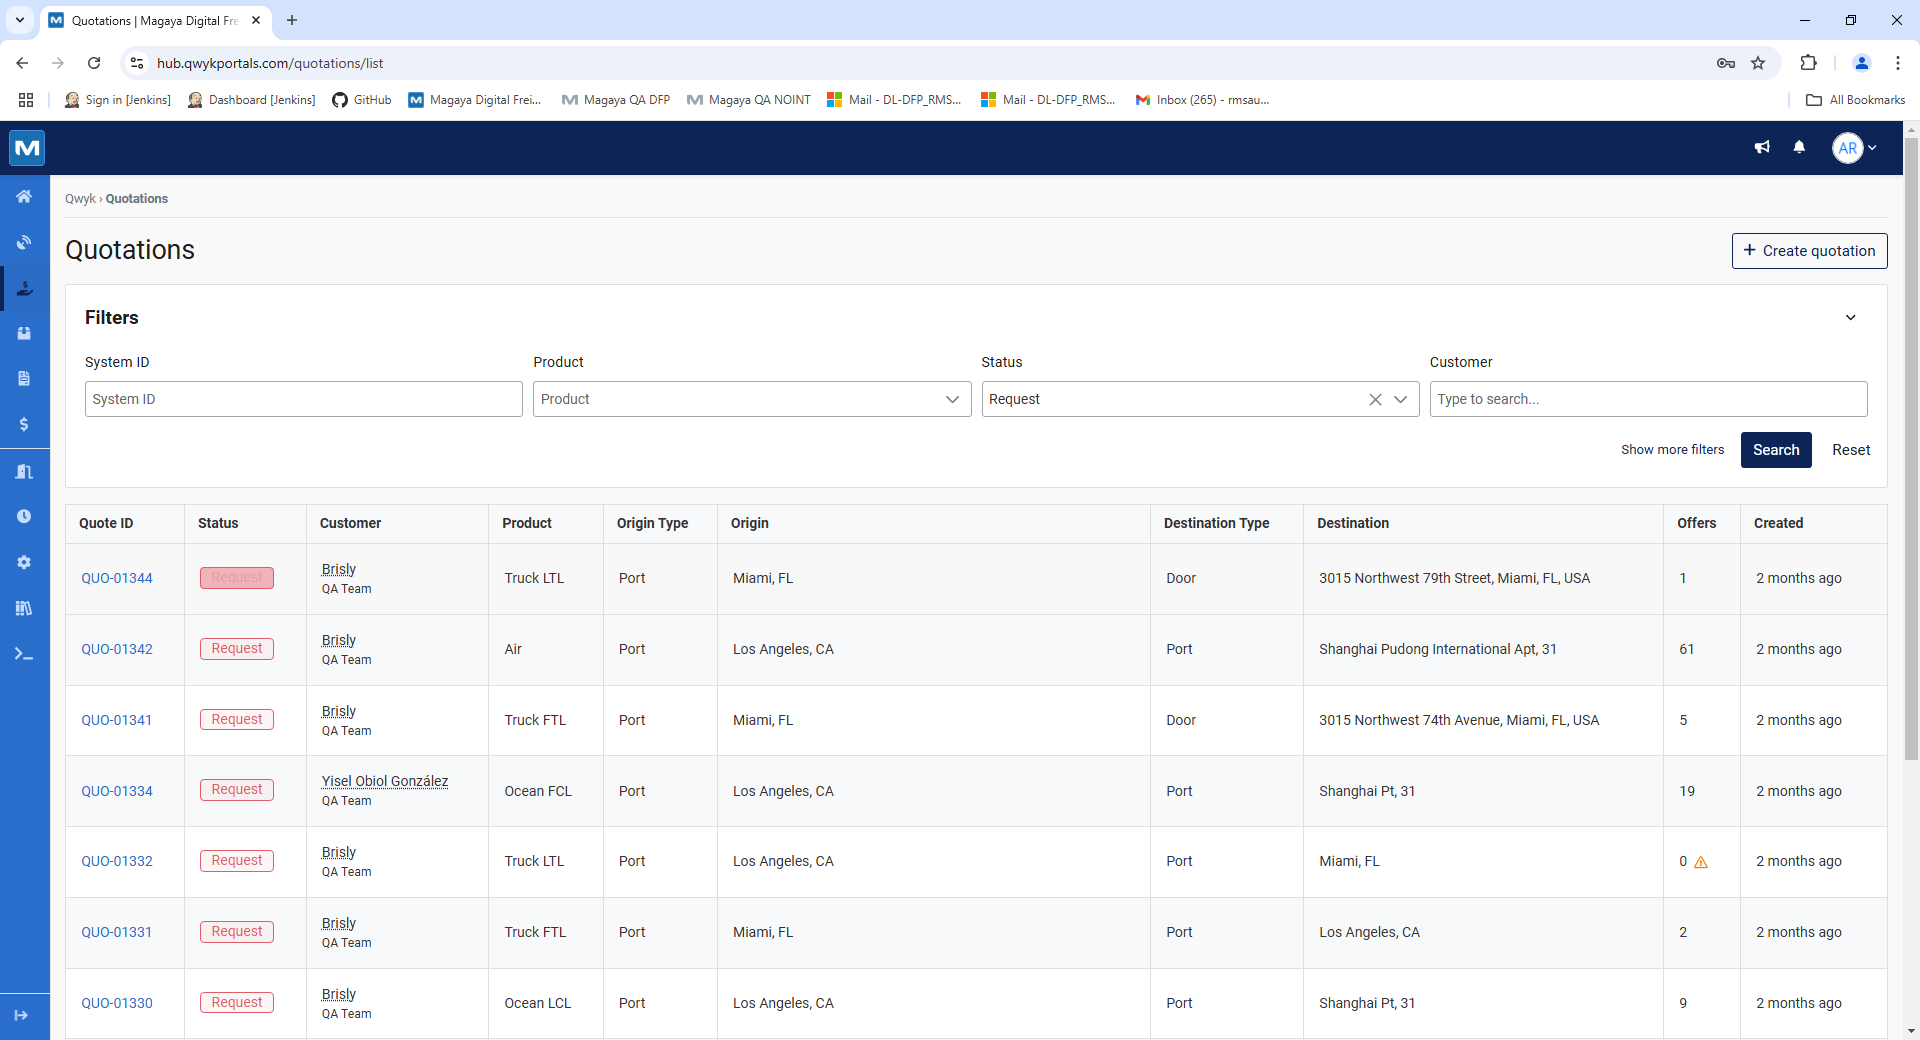 Quotations | Magaya Digital Fre
hub.qwykportals.com/quotations/list
Sign in [Jenkins]
Dashboard [Jenkins]
GitHub
Magaya Digital Frei...
Magaya QA DFP
Magaya QA NOINT
Mail - DL-DFP_RMS...
Mail - DL-DFP_RMS...
Inbox (265) - rmsau...
All Bookmarks
AR
Qwyk › Quotations
Quotations
+ Create quotation
Filters
System ID Product Status Customer
System ID Product Request Type to search...
Show more filters Search Reset
Quote ID Status Customer Product Origin Type Origin Destination Type Destination Offers Created
QUO-01344 Request Brisly QA Team Truck LTL Port Miami, FL Door 3015 Northwest 79th Street, Miami, FL, USA 1 2 months ago
QUO-01342 Request Brisly QA Team Air Port Los Angeles, CA Port Shanghai Pudong International Apt, 31 61 2 months ago
QUO-01341 Request Brisly QA Team Truck FTL Port Miami, FL Door 3015 Northwest 74th Avenue, Miami, FL, USA 5 2 months ago
QUO-01334 Request Yisel Obiol González QA Team Ocean FCL Port Los Angeles, CA Port Shanghai Pt, 31 19 2 months ago
QUO-01332 Request Brisly QA Team Truck LTL Port Los Angeles, CA Port Miami, FL 0 2 months ago
QUO-01331 Request Brisly QA Team Truck FTL Port Miami, FL Port Los Angeles, CA 2 2 months ago
QUO-01330 Request Brisly QA Team Ocean LCL Port Los Angeles, CA Port Shanghai Pt, 31 9 2 months ago